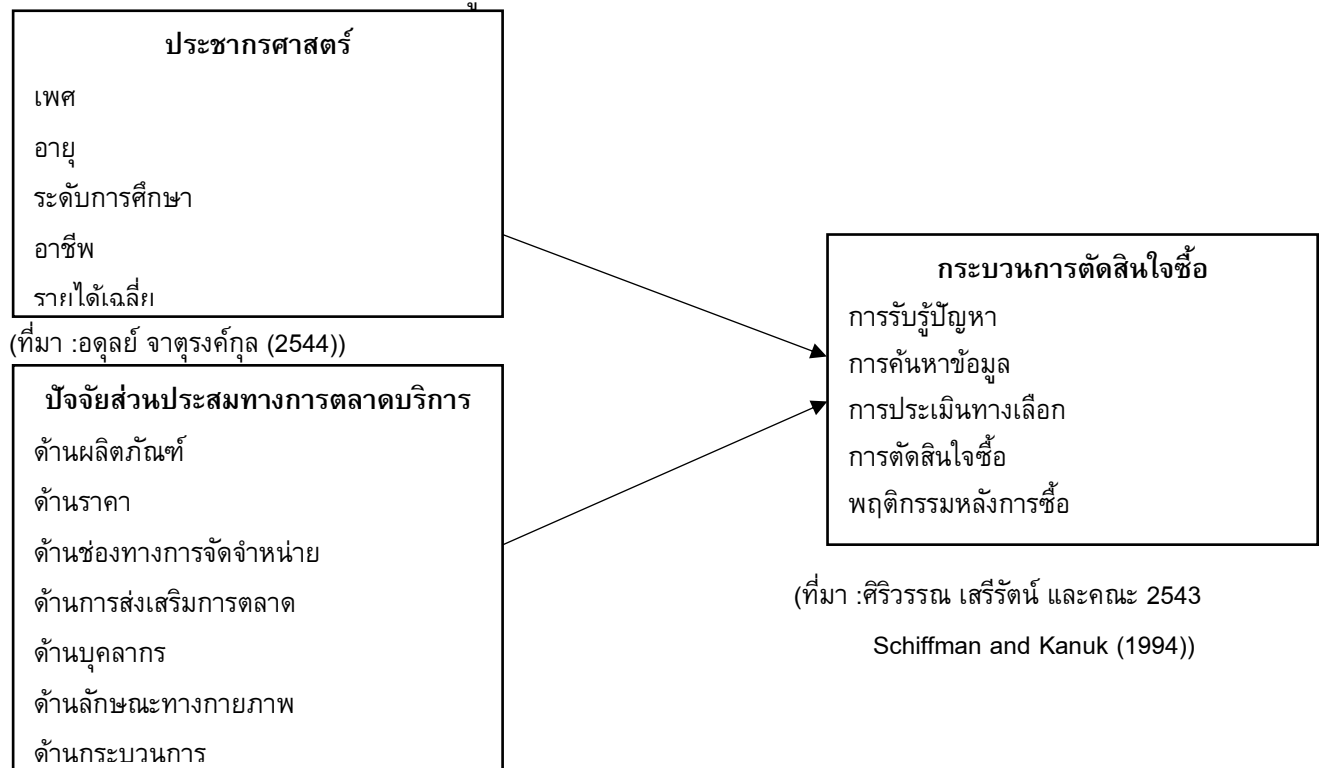 ประชากรศาสตร์
เพศ
อายุ
ระดับการศึกษา
อาชีพ
รายได้เฉลี่ย
(ที่มา :อดุลย์ จาตุรงค์กุล (2544))
ปัจจัยส่วนประสมทางการตลาดบริการ
ด้านผลิตภัณฑ์
ด้านราคา
ด้านช่องทางการจัดจำหน่าย
ด้านการส่งเสริมการตลาด
ด้านบุคลากร
ด้านลักษณะทางกายภาพ
ด้านกระบวนการ
กระบวนการตัดสินใจซื้อ
การรับรู้ปัญหา
การค้นหาข้อมูล
การประเมินทางเลือก
การตัดสินใจซื้อ
พฤติกรรมหลังการซื้อ
(ที่มา :ศิริวรรณ เสรีรัตน์ และคณะ 2543
Schiffman and Kanuk (1994))